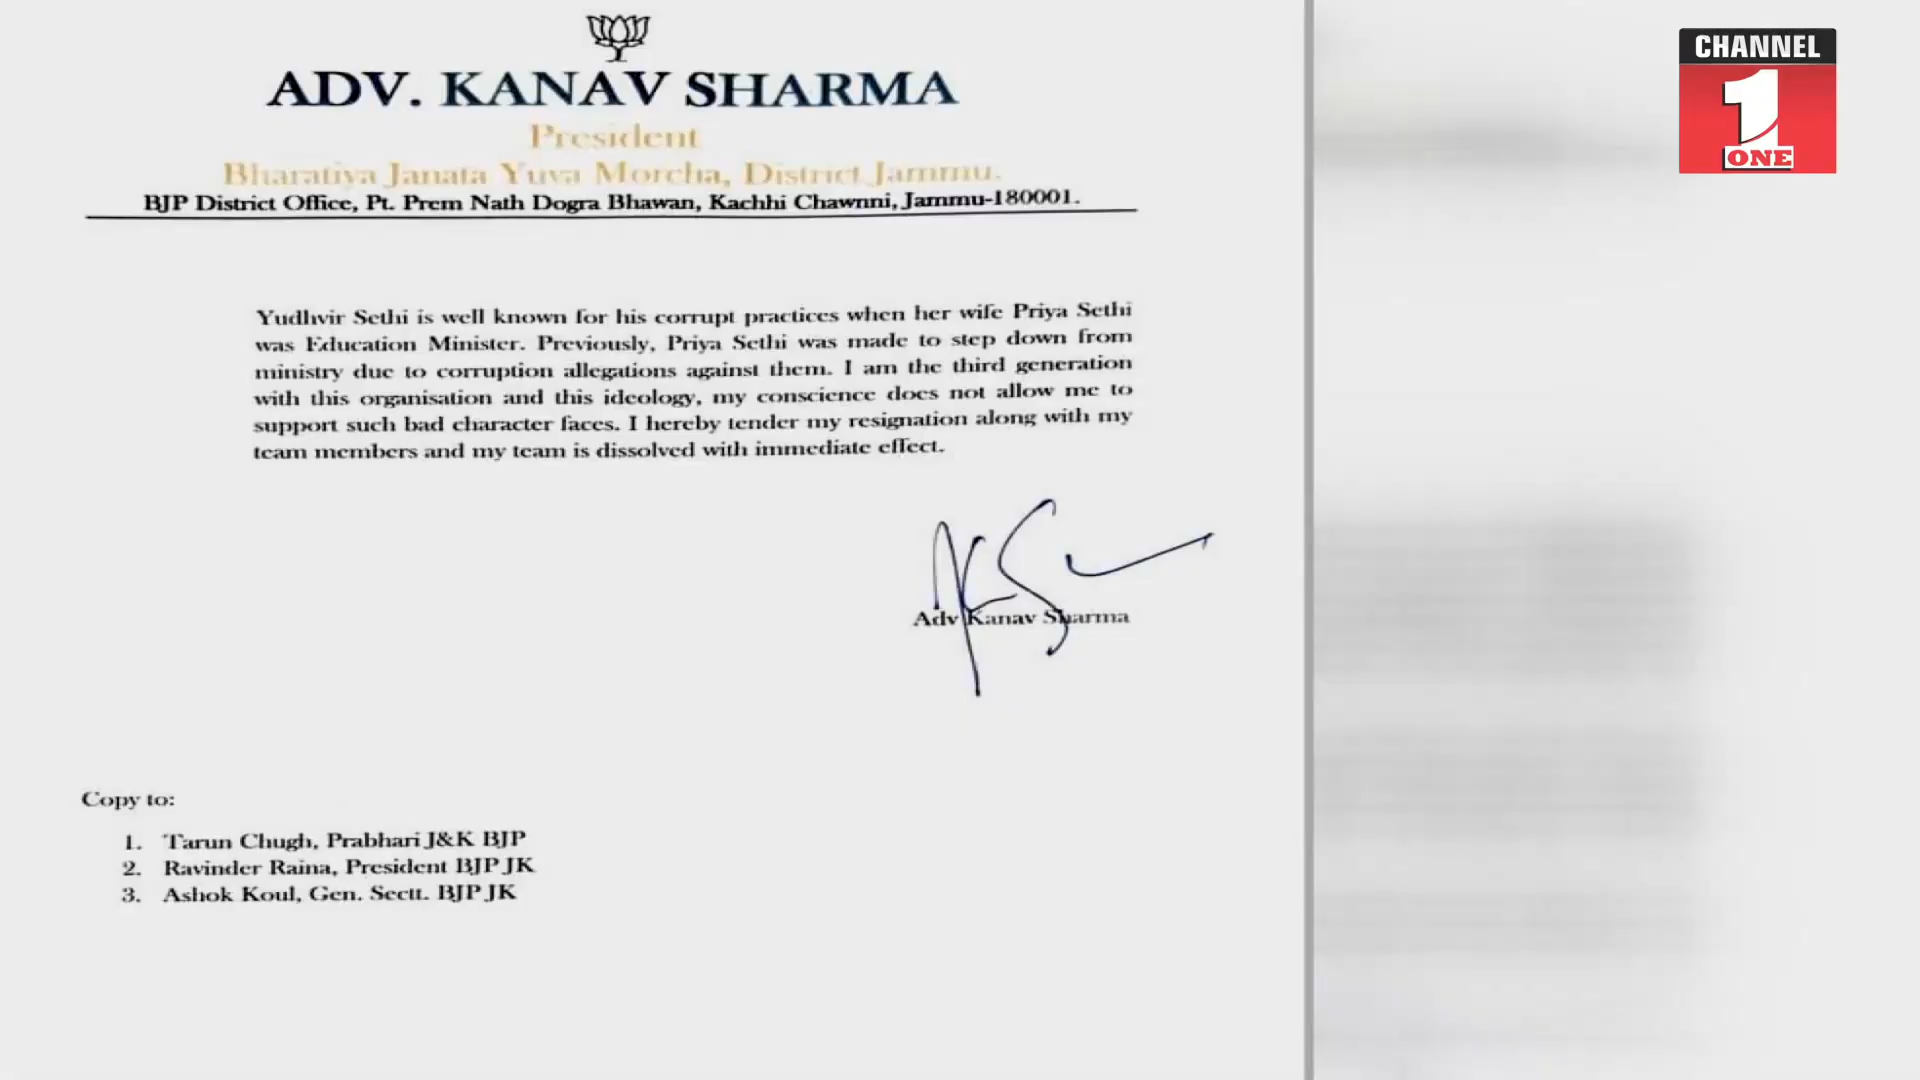 ADV. KANAV SHARMA
President
Bharatiya Janata Yuva Morcha, District Jammu.
BJP District Office, Pt. Prem Nath Dogra Bhawan, Kachhi Chawnni, Jammu-180001.
Yudhvir Sethi is well known for his corrupt practices when her wife Priya Sethi
was Education Minister. Previously, Priya Sethi was made to step down from
ministry due to corruption allegations against them. I am the third generation
with this organisation and this ideology, my conscience does not allow me to
support such bad character faces. I hereby tender my resignation along with my
team members and my team is dissolved with immediate effect.
Adv Kanav Sharma
Copy to:
1. Tarun Chugh, Prabhari J&K BJP
2. Ravinder Raina, President BJP JK
3. Ashok Koul, Gen. Sectt. BJP JK
CHANNEL
1
ONE